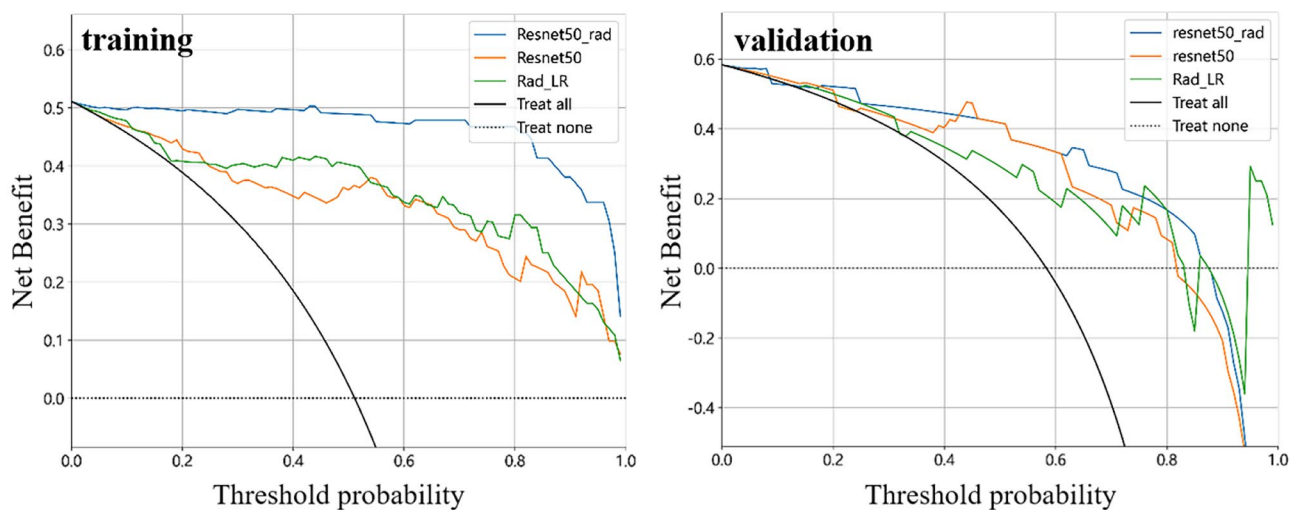 training
Resnet50_rad
Resnet50
Rad_LR
Treat all
Treat none
Net Benefit
0.6
0.5
0.4
0.3
0.2
0.1
0.0
0.0 0.2 0.4 0.6 0.8 1.0
Threshold probability
validation
resnet50_rad
resnet50
Rad_LR
Treat all
Treat none
Net Benefit
0.6
0.4
0.2
0.0
-0.2
-0.4
0.0 0.2 0.4 0.6 0.8 1.0
Threshold probability